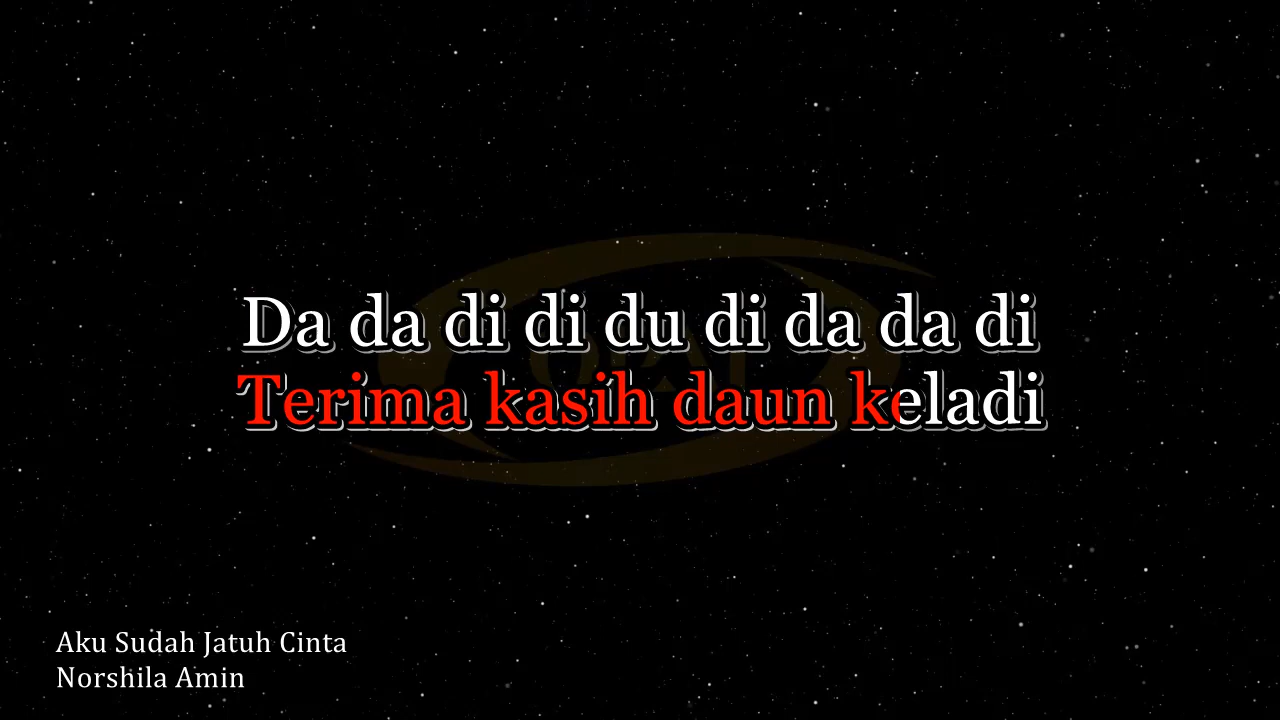 Da da di di du di da da di
Terima kasih daun keladi
Aku Sudah Jatuh Cinta
Norshila Amin